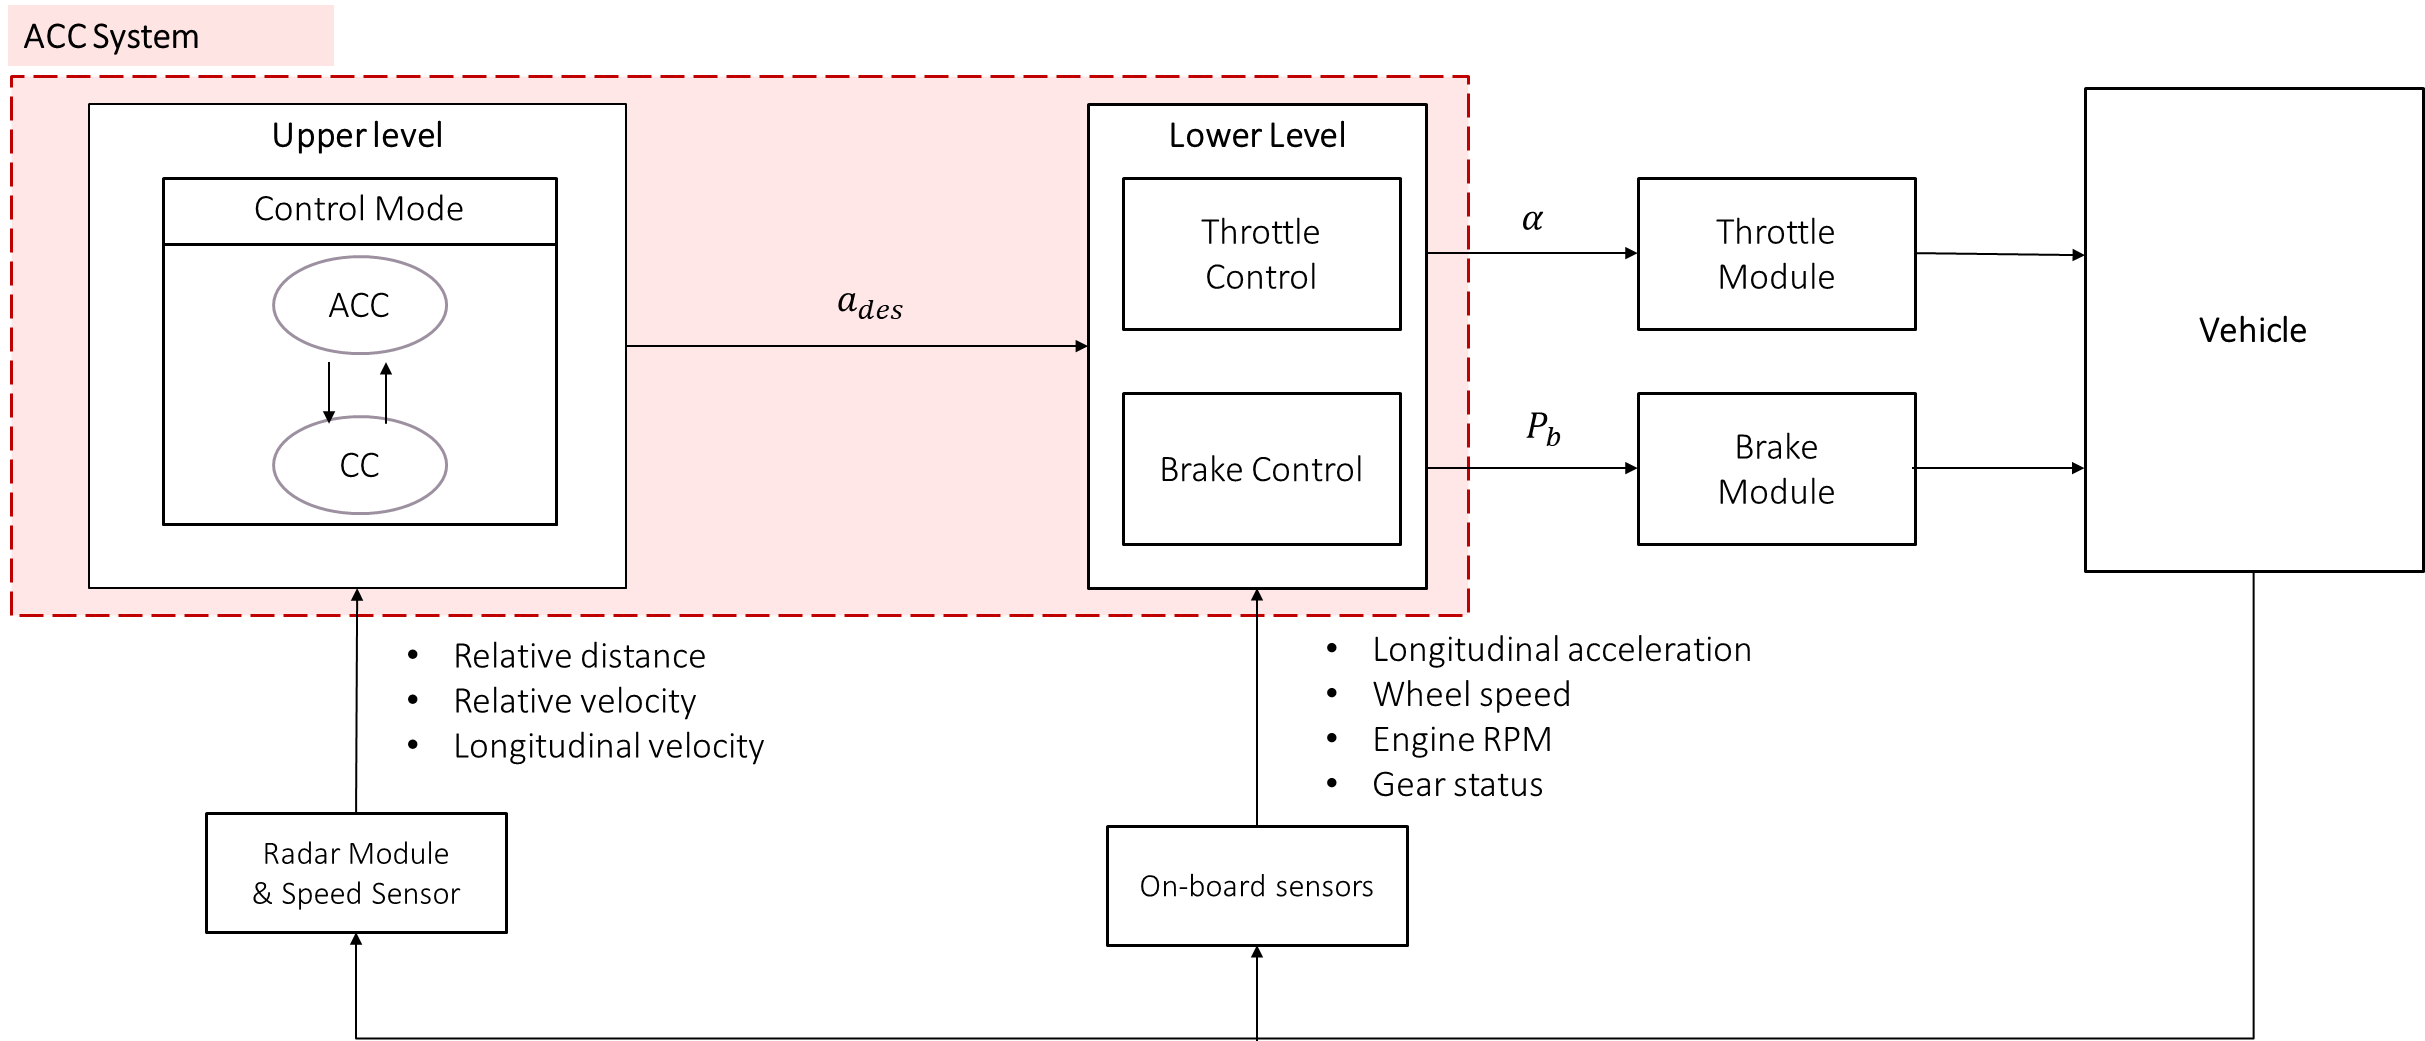 ACC System
Upper level
Control Mode
ACC
CC
a_des
Lower Level
Throttle
Control
Brake Control
α
P_b
Throttle
Module
Brake
Module
Vehicle
• Relative distance
• Relative velocity
• Longitudinal velocity
• Longitudinal acceleration
• Wheel speed
• Engine RPM
• Gear status
Radar Module
& Speed Sensor
On-board sensors